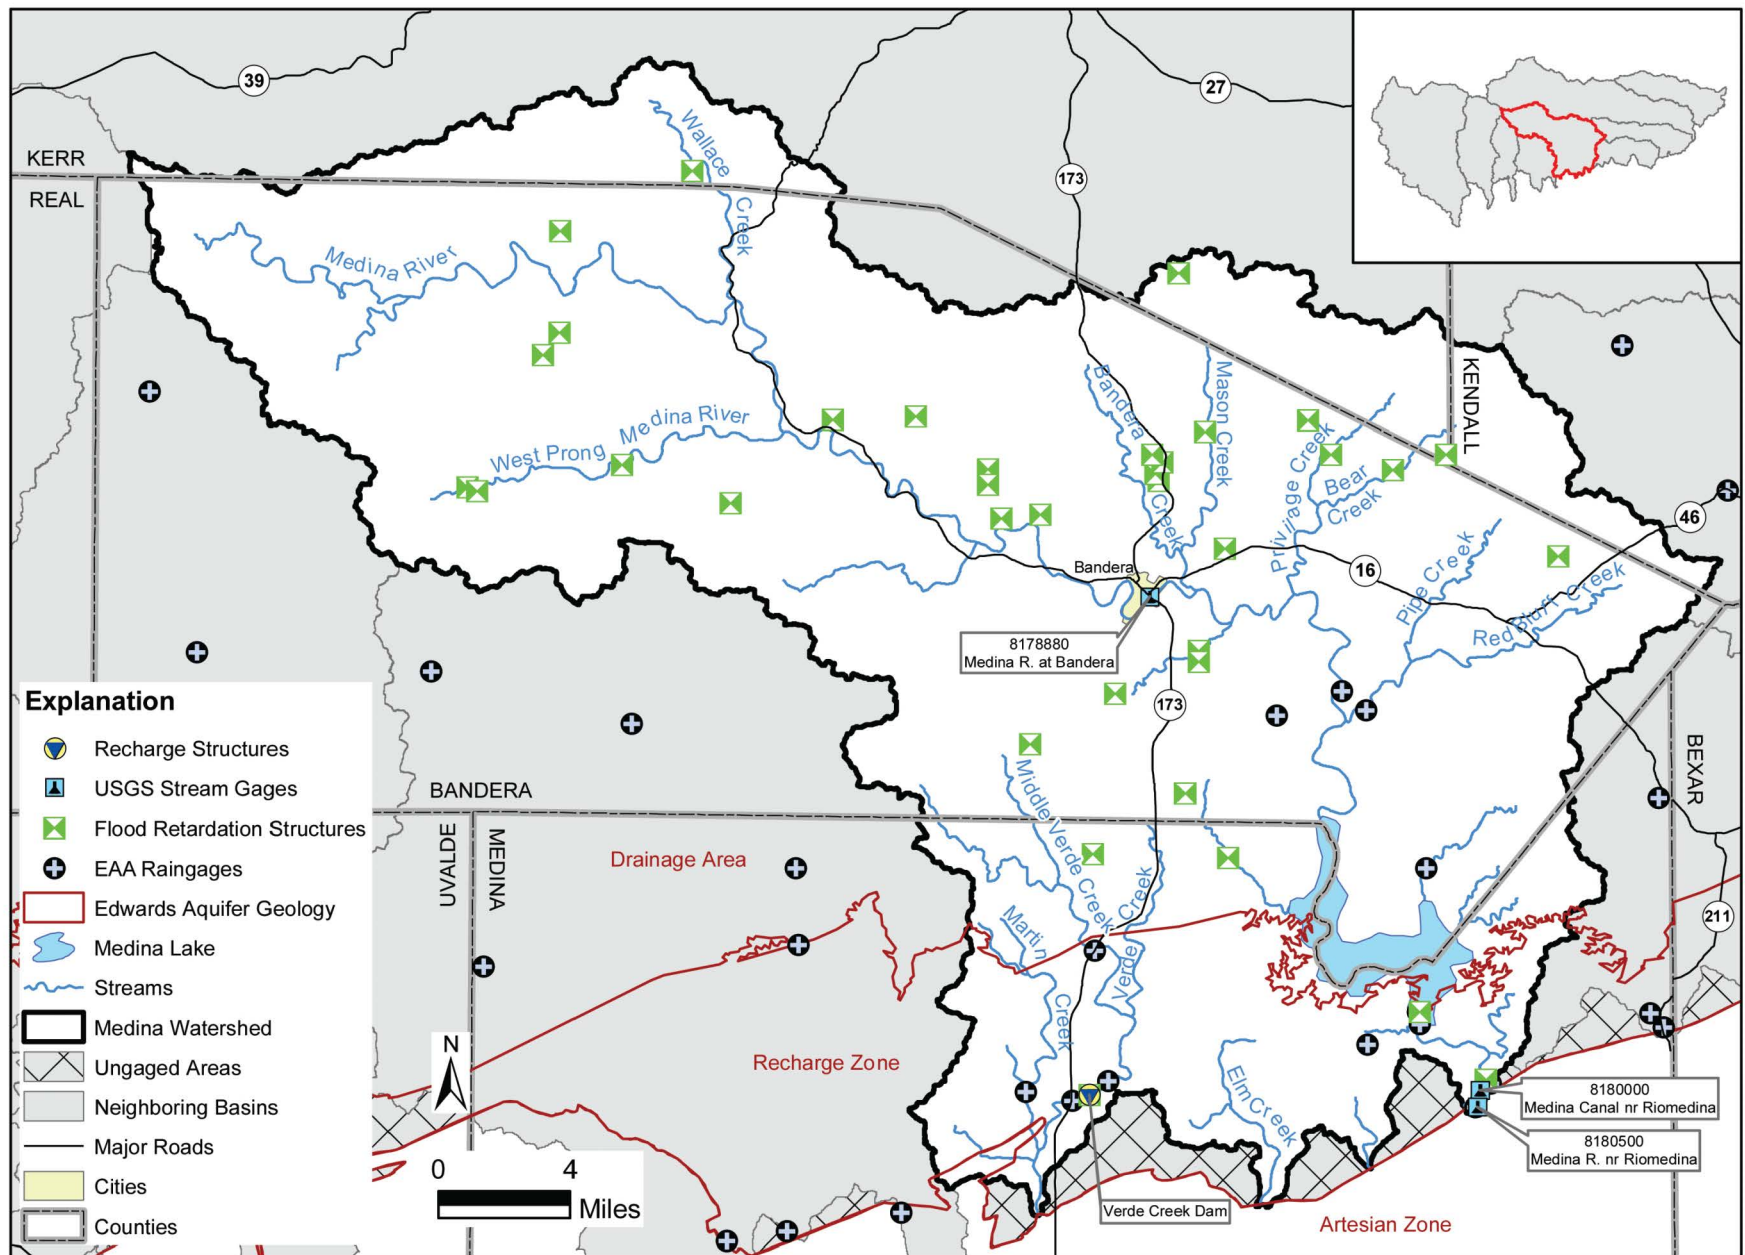 39
27
173
KERR
REAL
Wallace
Creek
Medina River
KENDALL
West Prong Medina River
Bandera
Creek
Mason Creek
Privilage Creek
Bear
Creek
46
16
Pipe Creek
Red Bluff Creek
Bandera
8178880
Medina R. at Bandera
173
BEXAR
211
BANDERA
UVALDE
MEDINA
Drainage Area
Middle Verde Creek
Verde Creek
Martin
Creek
Recharge Zone
Elm Creek
8180000
Medina Canal nr Riomedina
8180500
Medina R. nr Riomedina
Verde Creek Dam
Artesian Zone
Explanation
Recharge Structures
USGS Stream Gages
Flood Retardation Structures
EAA Raingages
Edwards Aquifer Geology
Medina Lake
Streams
Medina Watershed
Ungaged Areas
Neighboring Basins
Major Roads
Cities
Counties
N
0 4
Miles